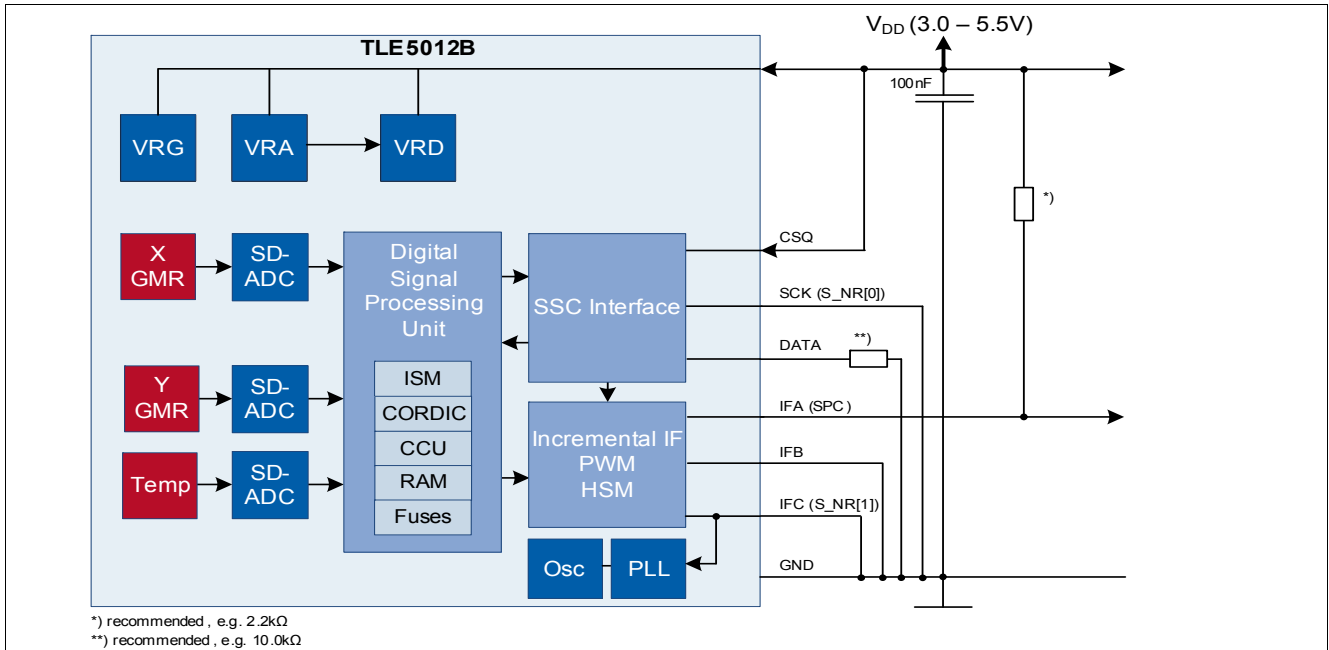 V_DD (3.0 – 5.5V)
TLE5012B
100nF
VRG
VRA
VRD
*)
CSQ
X
GMR
SD-
ADC
Digital
Signal
Processing
Unit
SSC Interface
SCK (S_NR[0])
DATA
**)
ISM
Y
GMR
SD-
ADC
CORDIC
IFA (SPC)
CCU
Incremental IF
PWM
HSM
IFB
Temp
SD-
ADC
RAM
Fuses
IFC (S_NR[1])
Osc
PLL
GND
*) recommended , e.g. 2.2kΩ
**) recommended , e.g. 10.0kΩ